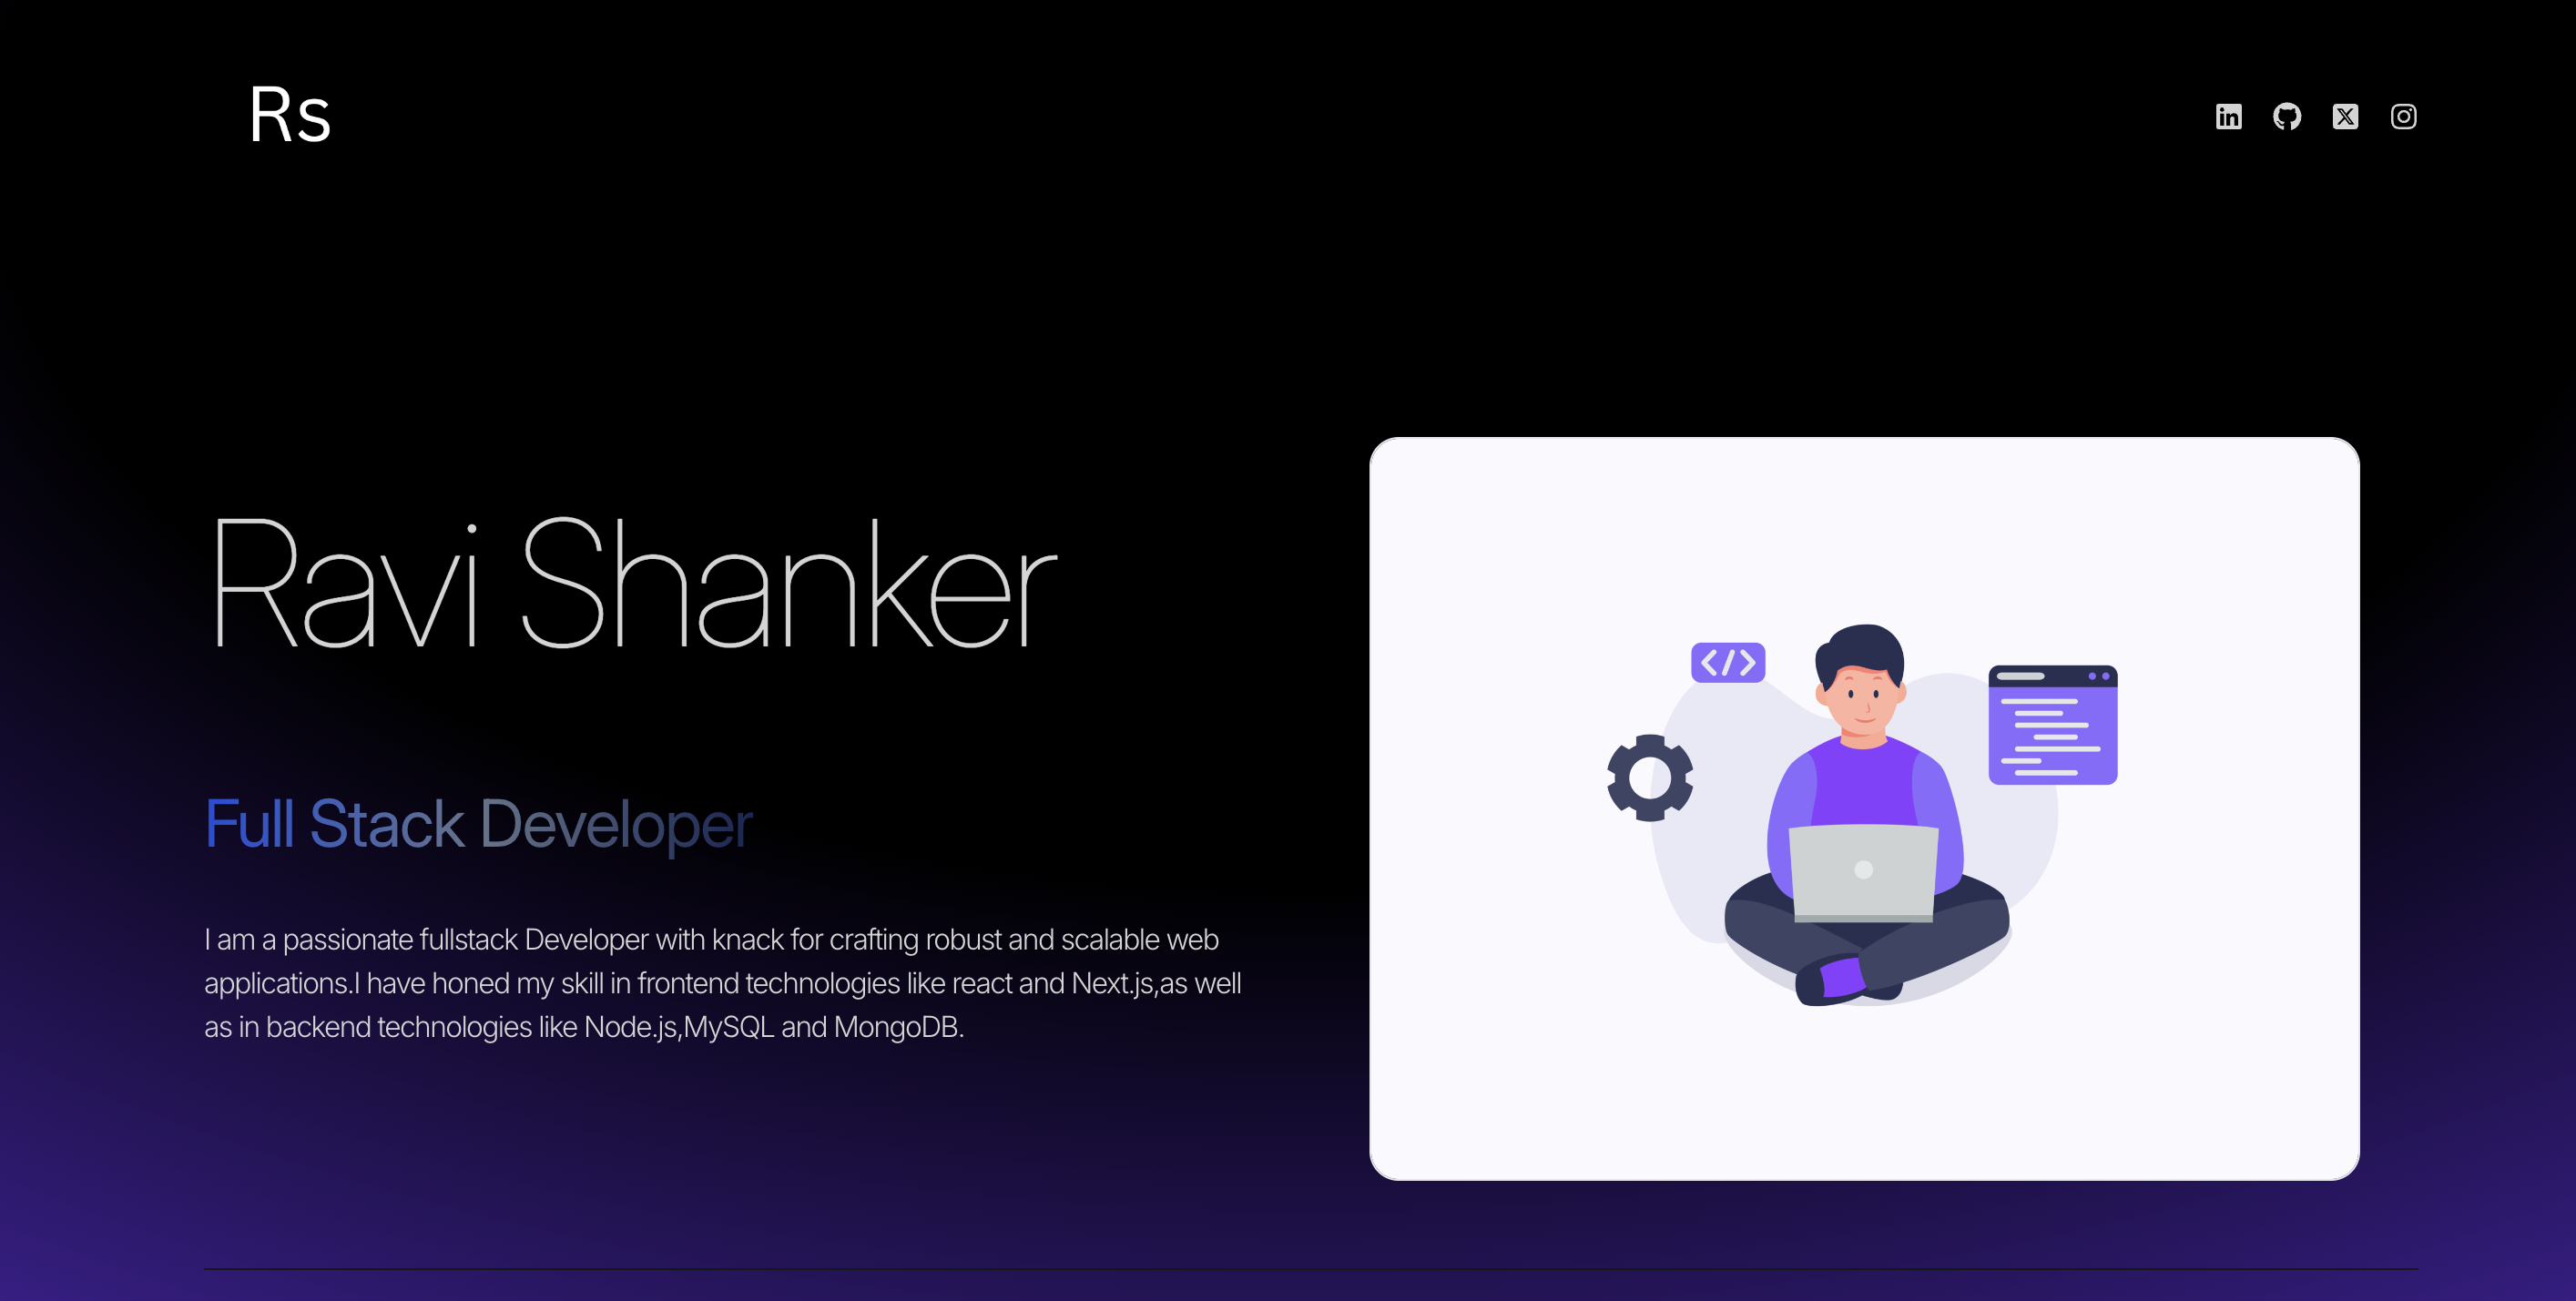 Rs
Ravi Shanker
Full Stack Developer
I am a passionate fullstack Developer with knack for crafting robust and scalable web
applications.I have honed my skill in frontend technologies like react and Next.js,as well
as in backend technologies like Node.js,MySQL and MongoDB.